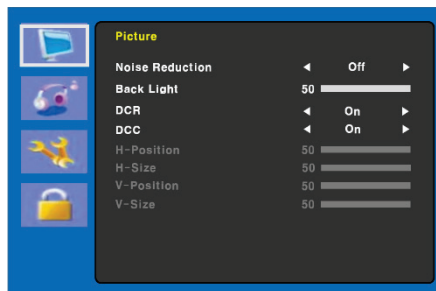 Picture
Noise Reduction ◀ Off ▶
Back Light 50
DCR ◀ On ▶
DCC ◀ On ▶
H-Position 50
H-Size 50
V-Position 50
V-Size 50